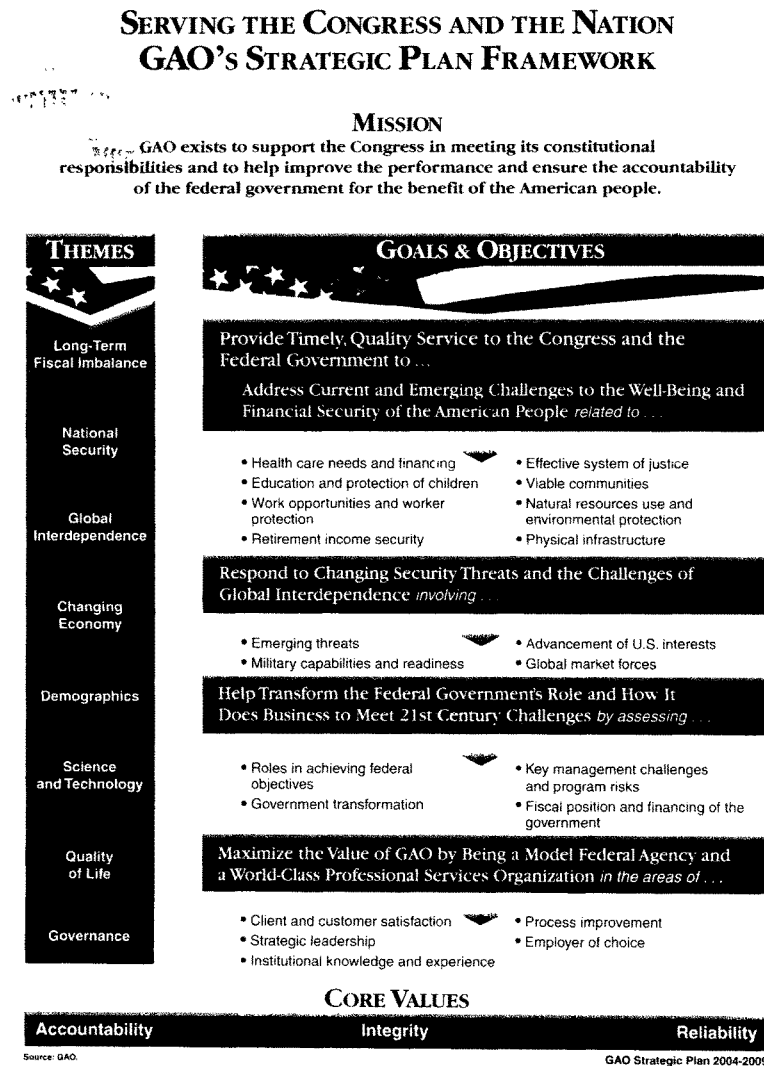 SERVING THE CONGRESS AND THE NATION
GAO'S STRATEGIC PLAN FRAMEWORK
MISSION
GAO exists to support the Congress in meeting its constitutional
responsibilities and to help improve the performance and ensure the accountability
of the federal government for the benefit of the American people.
THEMES
Long-Term
Fiscal Imbalance
National
Security
Global
Interdependence
Changing
Economy
Demographics
Science
and Technology
Quality
of Life
Governance
GOALS & OBJECTIVES
Provide Timely, Quality Service to the Congress and the
Federal Government to ...
Address Current and Emerging Challenges to the Well-Being and
Financial Security of the American People related to ...
• Health care needs and financing
• Education and protection of children
• Work opportunities and worker
protection
• Retirement income security
• Effective system of justice
• Viable communities
• Natural resources use and
environmental protection
• Physical infrastructure
Respond to Changing Security Threats and the Challenges of
Global Interdependence involving ...
• Emerging threats
• Military capabilities and readiness
• Advancement of U.S. interests
• Global market forces
Help Transform the Federal Government's Role and How It
Does Business to Meet 21st Century Challenges by assessing ...
• Roles in achieving federal
objectives
• Government transformation
• Key management challenges
and program risks
• Fiscal position and financing of the
government
Maximize the Value of GAO by Being a Model Federal Agency and
a World-Class Professional Services Organization in the areas of ...
• Client and customer satisfaction
• Strategic leadership
• Institutional knowledge and experience
• Process improvement
• Employer of choice
CORE VALUES
Accountability
Integrity
Reliability
Source: GAO.
GAO Strategic Plan 2004-2009